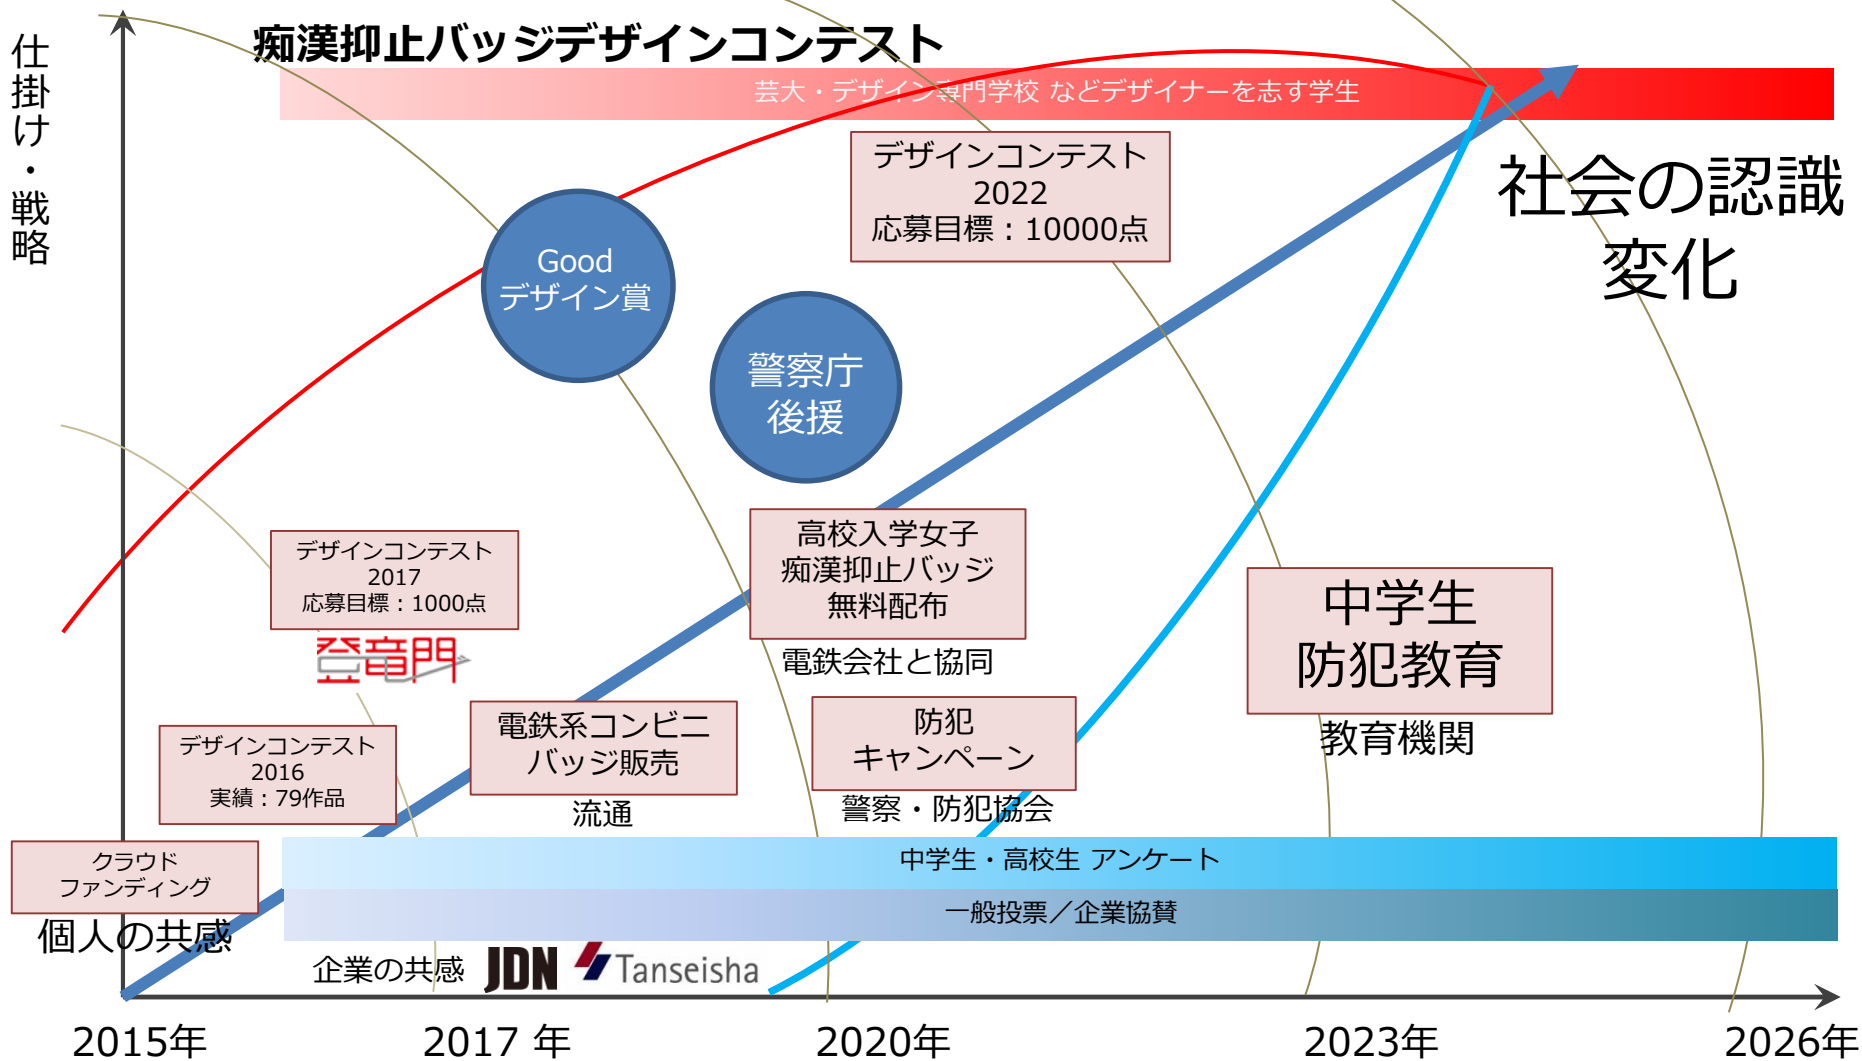 仕掛け・戦略
痴漢抑止バッジデザインコンテスト
芸大・デザイン専門学校 などデザイナーを志す学生
デザインコンテスト
2022
応募目標：10000点
社会の認識
変化
Good
デザイン賞
警察庁
後援
デザインコンテスト
2017
応募目標：1000点
登竜門
高校入学女子
痴漢抑止バッジ
無料配布
電鉄会社と協同
中学生
防犯教育
教育機関
デザインコンテスト
2016
実績：79作品
電鉄系コンビニ
バッジ販売
流通
防犯
キャンペーン
警察・防犯協会
クラウド
ファンディング
個人の共感
中学生・高校生 アンケート
一般投票／企業協賛
企業の共感
JDN
Tanseisha
2015年
2017 年
2020年
2023年
2026年